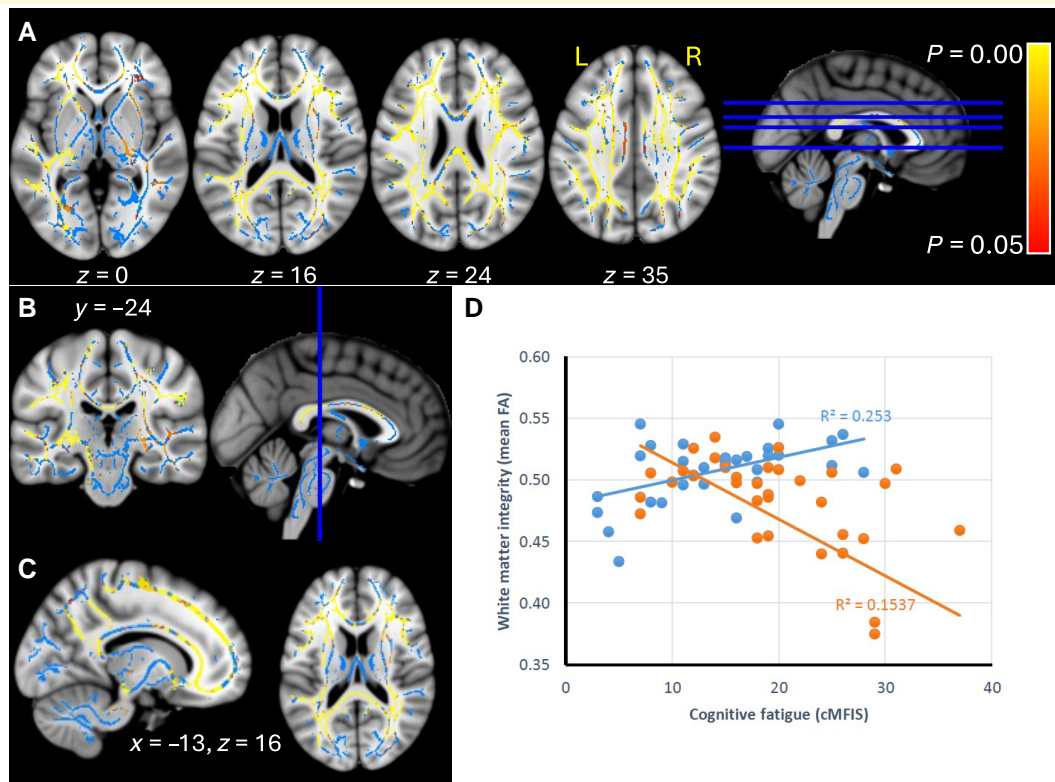 A
L
R
P = 0.00
P = 0.05
z = 0
z = 16
z = 24
z = 35
B
y = –24
C
x = –13, z = 16
D
0.60
0.55
0.50
0.45
0.40
0.35
White matter integrity (mean FA)
R² = 0.253
R² = 0.1537
0
10
20
30
40
Cognitive fatigue (cMFIS)